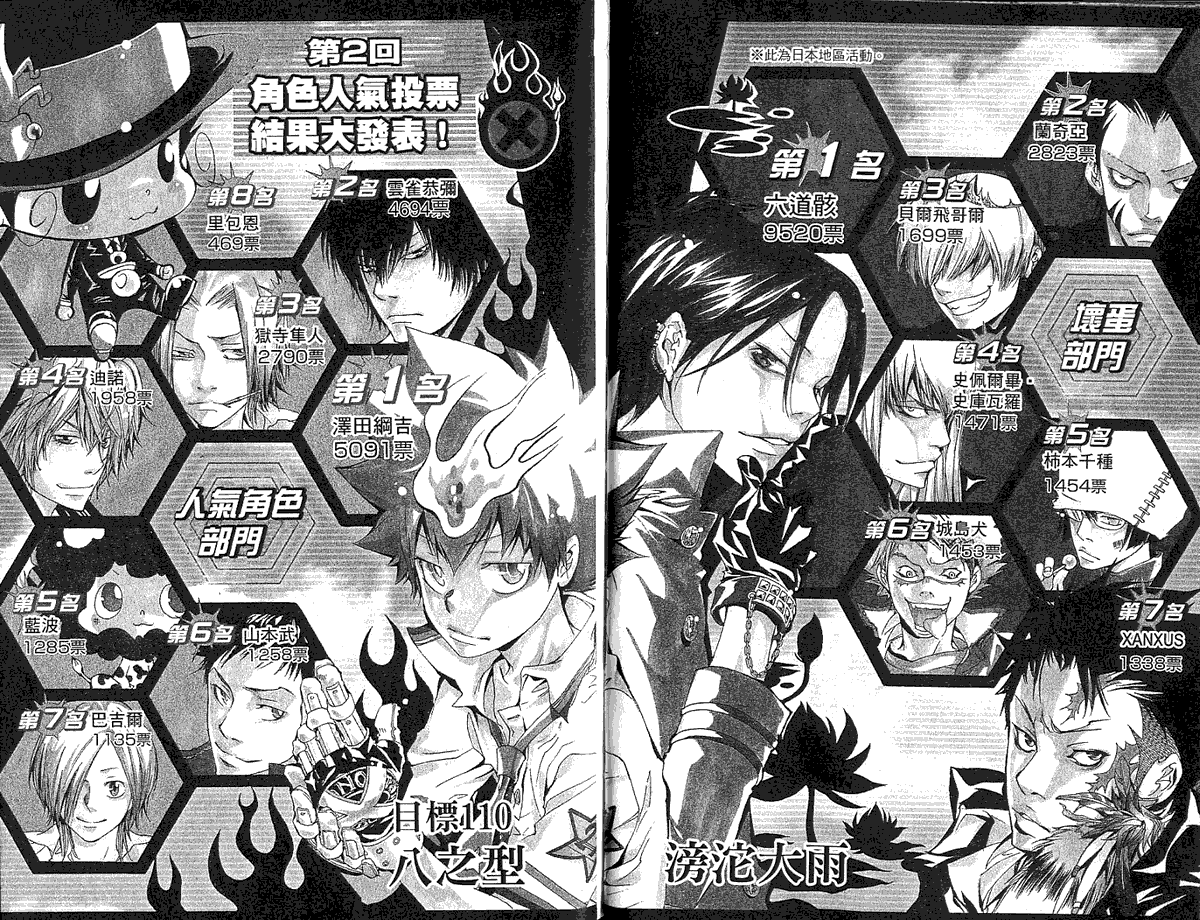 第2回
角色人氣投票
結果大發表！
第8名
里包恩
469票
第2名
雲雀恭彌
4694票
第3名
獄寺隼人
2790票
第4名
迪諾
1958票
第1名
澤田綱吉
5091票
人氣角色
部門
第5名
藍波
1285票
第6名
山本武
1258票
第7名
巴吉爾
1135票
目標110
八之型
※此為日本地區活動。
第1名
六道骸
9520票
第2名
蘭奇亞
2823票
第3名
貝爾飛哥爾
1699票
壞蛋
部門
第4名
史佩爾畢・
史庫瓦羅
1471票
第5名
柿本千種
1454票
第6名
城島犬
1453票
第7名
XANXUS
1338票
滂沱大雨